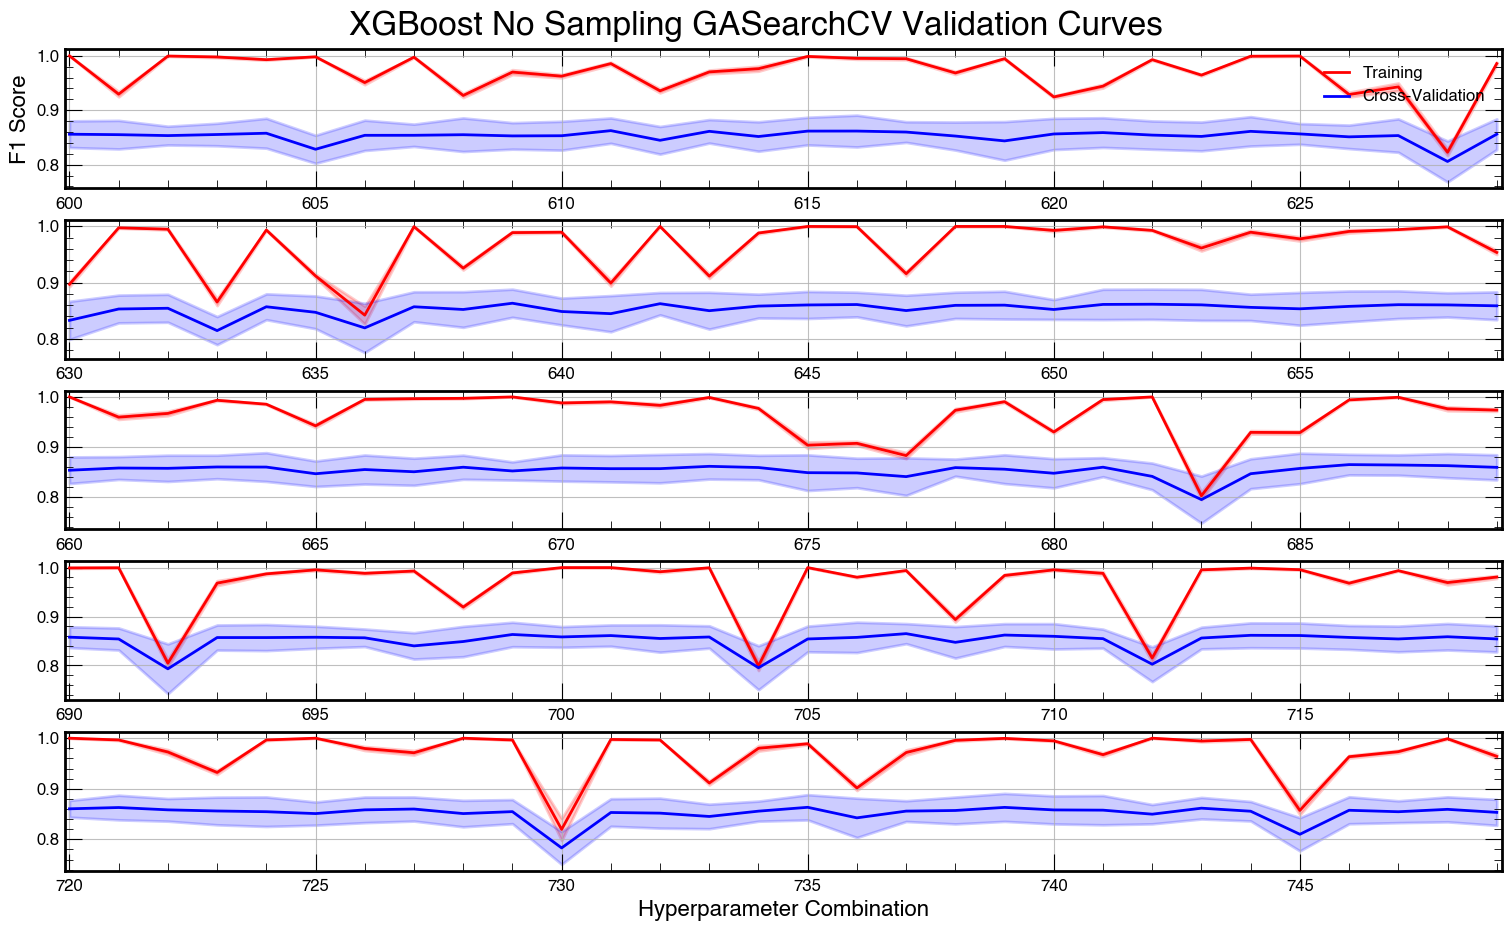 XGBoost No Sampling GASearchCV Validation Curves
F1 Score
1.0
0.9
0.8
Training
Cross-Validation
600 605 610 615 620 625
1.0
0.9
0.8
630 635 640 645 650 655
1.0
0.9
0.8
660 665 670 675 680 685
1.0
0.9
0.8
690 695 700 705 710 715
1.0
0.9
0.8
720 725 730 735 740 745
Hyperparameter Combination